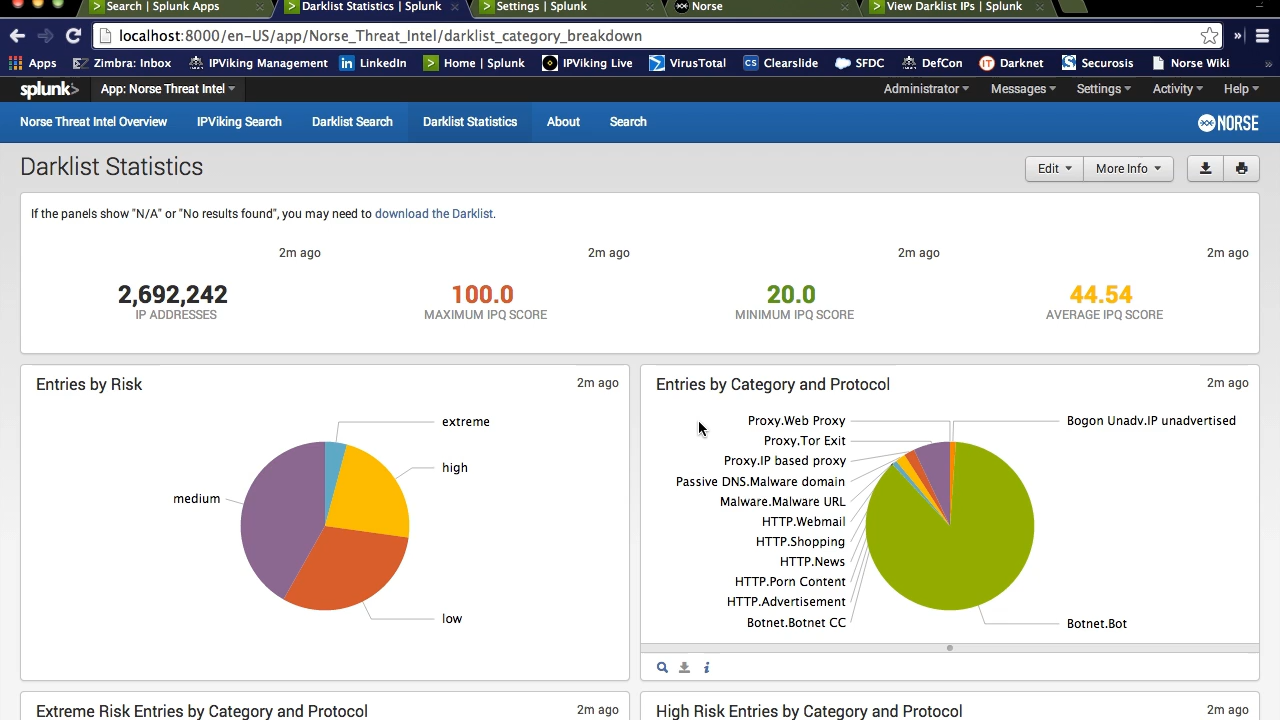 Search | Splunk Apps
Darklist Statistics | Splunk
Settings | Splunk
Norse
View Darklist IPs | Splunk
localhost:8000/en-US/app/Norse_Threat_Intel/darklist_category_breakdown
Apps
Zimbra: Inbox
IPViking Management
LinkedIn
Home | Splunk
IPViking Live
VirusTotal
CS Clearslide
SFDC
DefCon
IT Darknet
Securosis
Norse Wiki
splunk>
App: Norse Threat Intel
Administrator
Messages
Settings
Activity
Help
Norse Threat Intel Overview
IPViking Search
Darklist Search
Darklist Statistics
About
Search
NORSE
Darklist Statistics
Edit
More Info
If the panels show "N/A" or "No results found", you may need to download the Darklist.
2m ago
2m ago
2m ago
2m ago
2,692,242
IP ADDRESSES
100.0
MAXIMUM IPQ SCORE
20.0
MINIMUM IPQ SCORE
44.54
AVERAGE IPQ SCORE
Entries by Risk
2m ago
extreme
high
medium
low
Entries by Category and Protocol
2m ago
Proxy.Web Proxy
Proxy.Tor Exit
Proxy.IP based proxy
Passive DNS.Malware domain
Malware.Malware URL
HTTP.Webmail
HTTP.Shopping
HTTP.News
HTTP.Porn Content
HTTP.Advertisement
Botnet.Botnet CC
Bogon Unadv.IP unadvertised
Botnet.Bot
Extreme Risk Entries by Category and Protocol
2m ago
High Risk Entries by Category and Protocol
2m ago